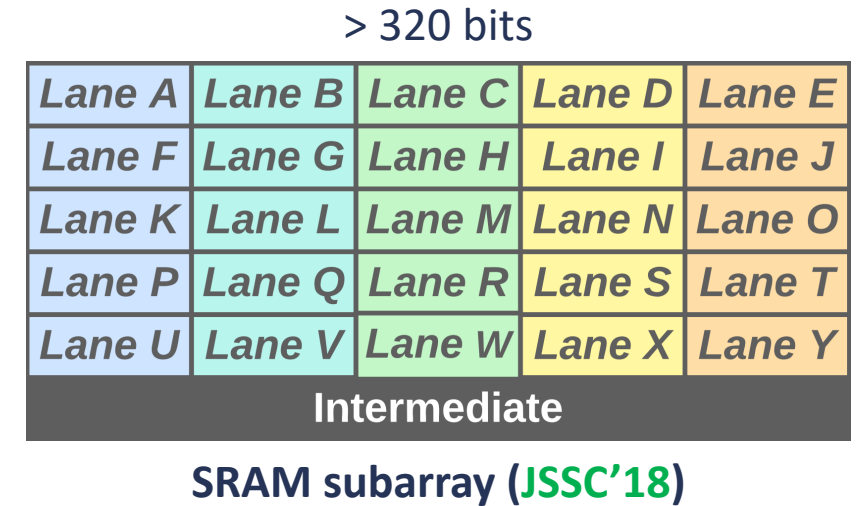 > 320 bits
Lane A Lane B Lane C Lane D Lane E
Lane F Lane G Lane H Lane I Lane J
Lane K Lane L Lane M Lane N Lane O
Lane P Lane Q Lane R Lane S Lane T
Lane U Lane V Lane W Lane X Lane Y
Intermediate
SRAM subarray (JSSC’18)